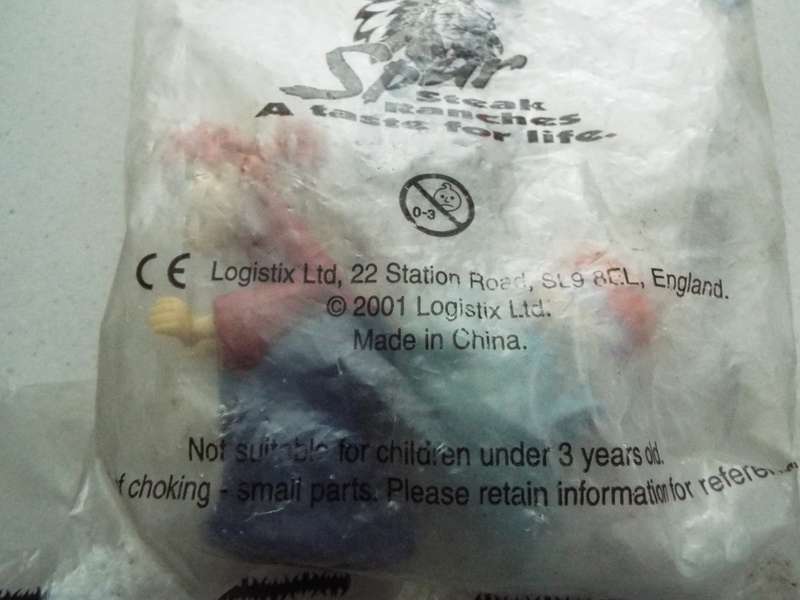 Spur
Steak
Ranches
A taste for life.
0-3
CE Logistix Ltd, 22 Station Road, SL9 8EL, England.
© 2001 Logistix Ltd.
Made in China.
Not suitable for children under 3 years old.
of choking - small parts. Please retain information for reference